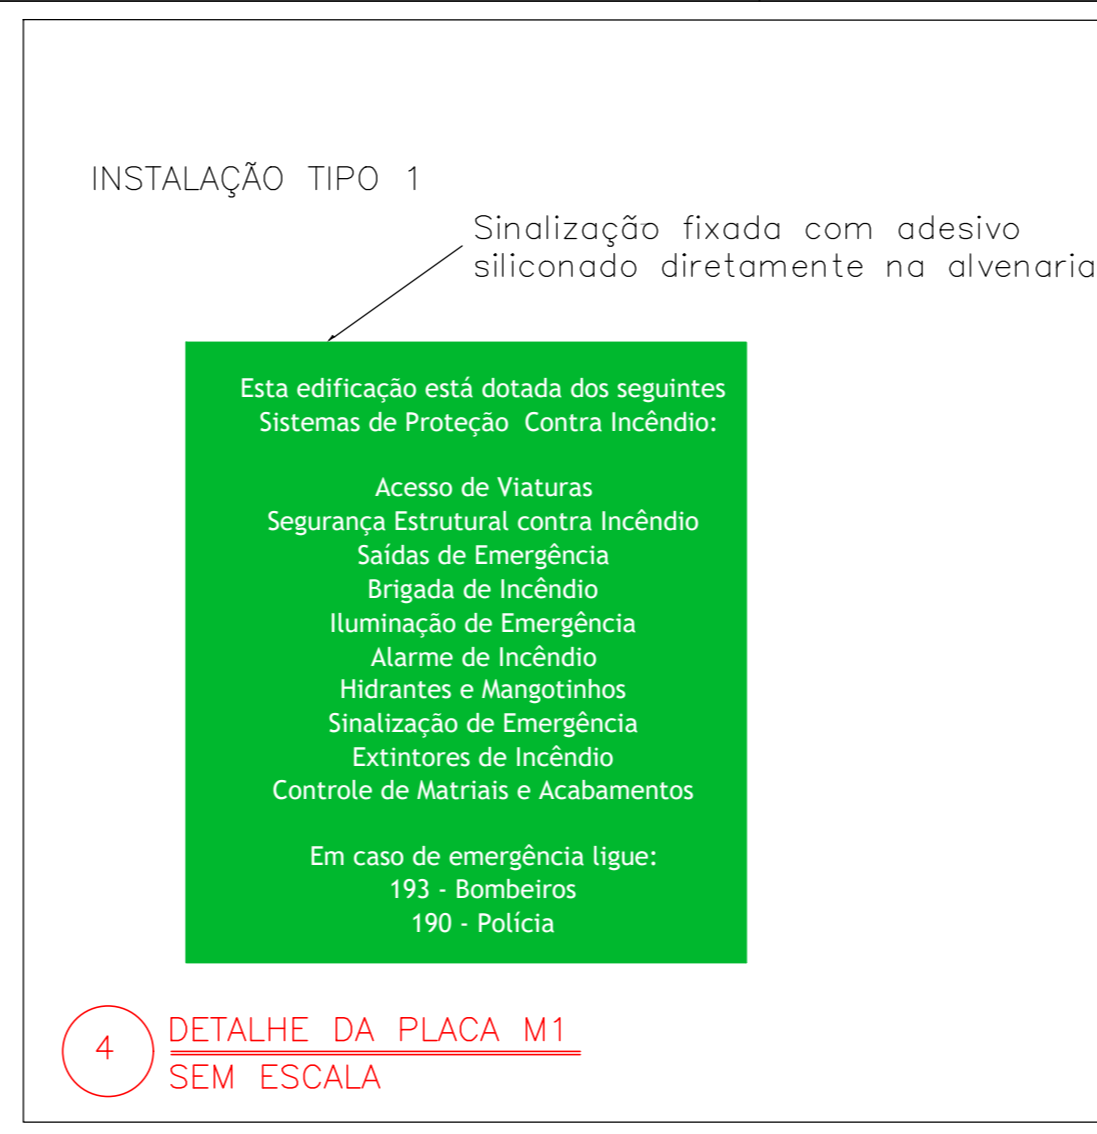 INSTALAÇÃO TIPO 1
Sinalização fixada com adesivo
siliconado diretamente na alvenaria
Esta edificação está dotada dos seguintes
Sistemas de Proteção Contra Incêndio:
Acesso de Viaturas
Segurança Estrutural contra Incêndio
Saídas de Emergência
Brigada de Incêndio
Iluminação de Emergência
Alarme de Incêndio
Hidrantes e Mangotinhos
Sinalização de Emergência
Extintores de Incêndio
Controle de Matriais e Acabamentos
Em caso de emergência ligue:
193 - Bombeiros
190 - Polícia
4
DETALHE DA PLACA M1
SEM ESCALA